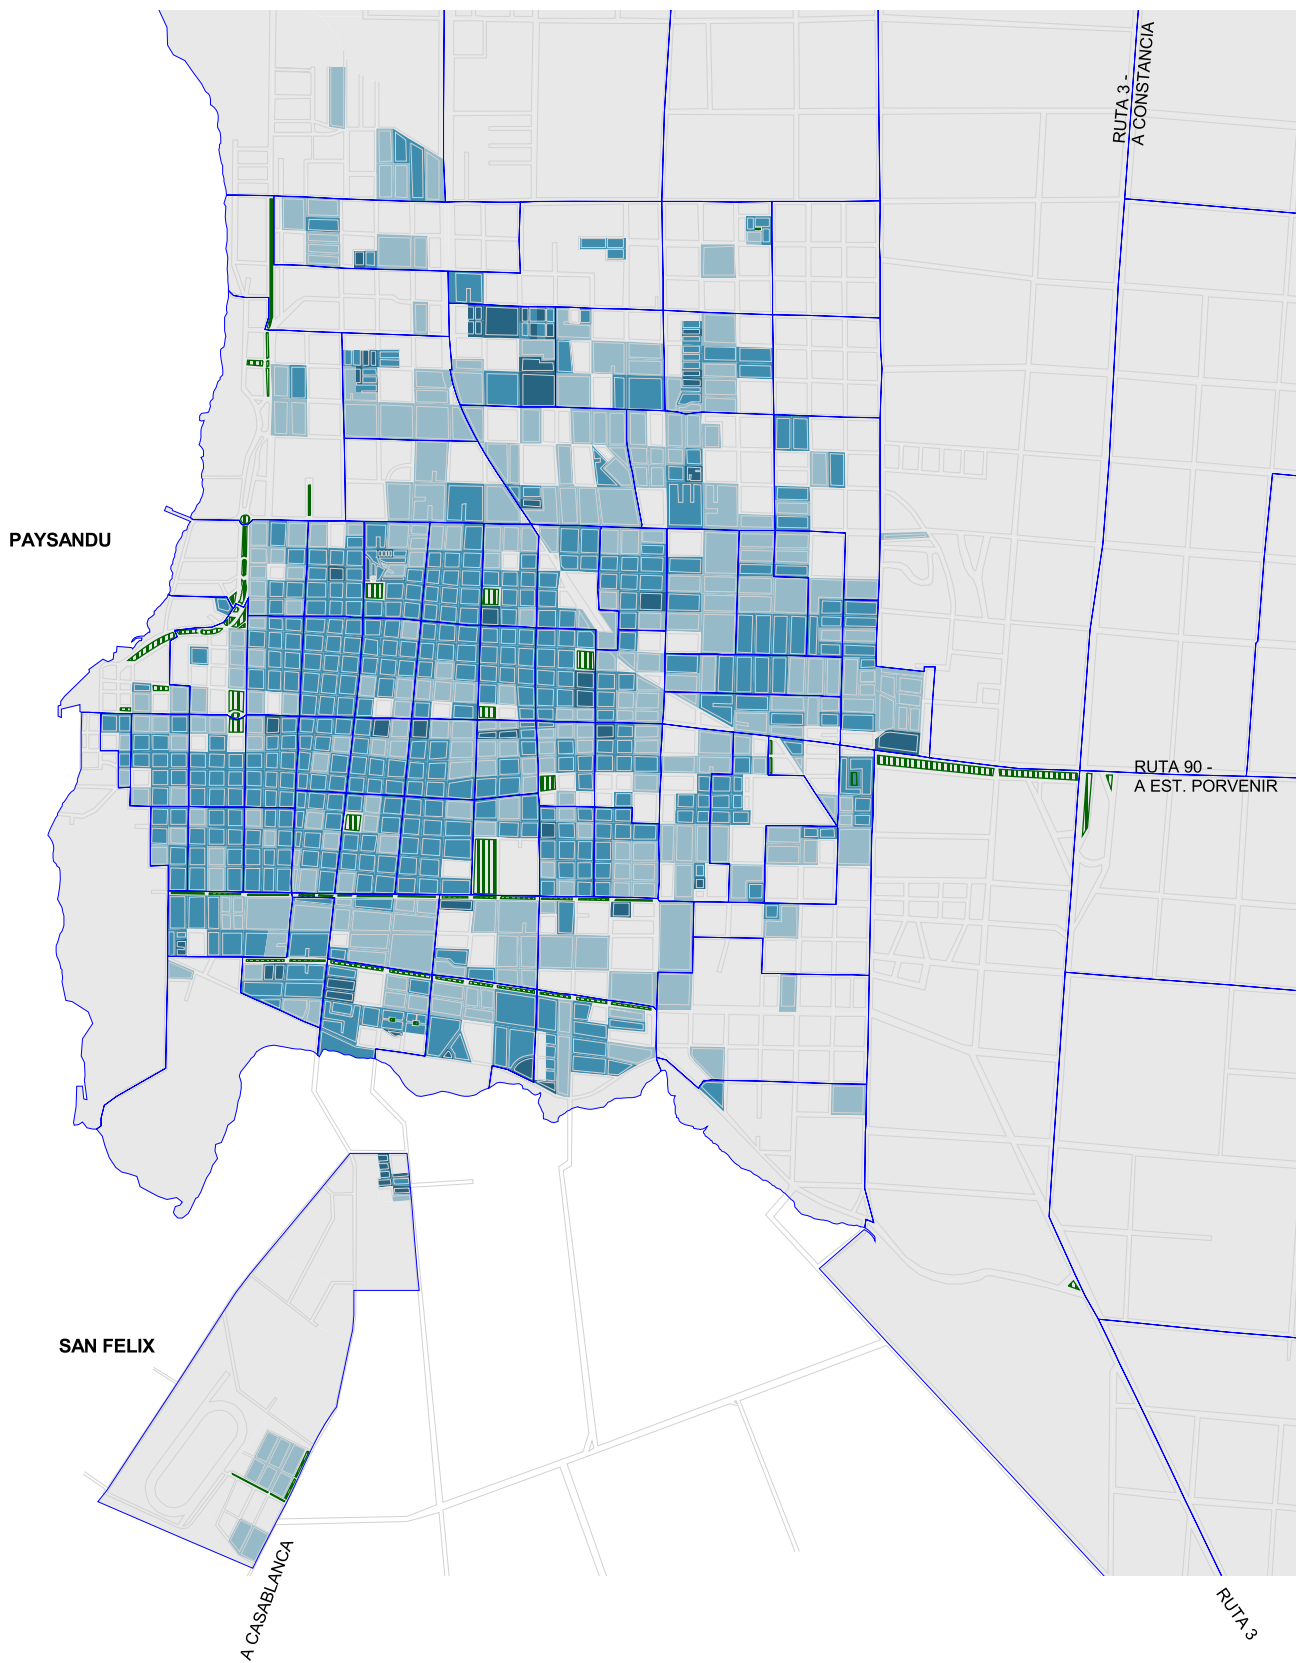 RUTA 3 -
A CONSTANCIA
PAYSANDU
RUTA 90 -
A EST. PORVENIR
SAN FELIX
A CASABLANCA
RUTA 3